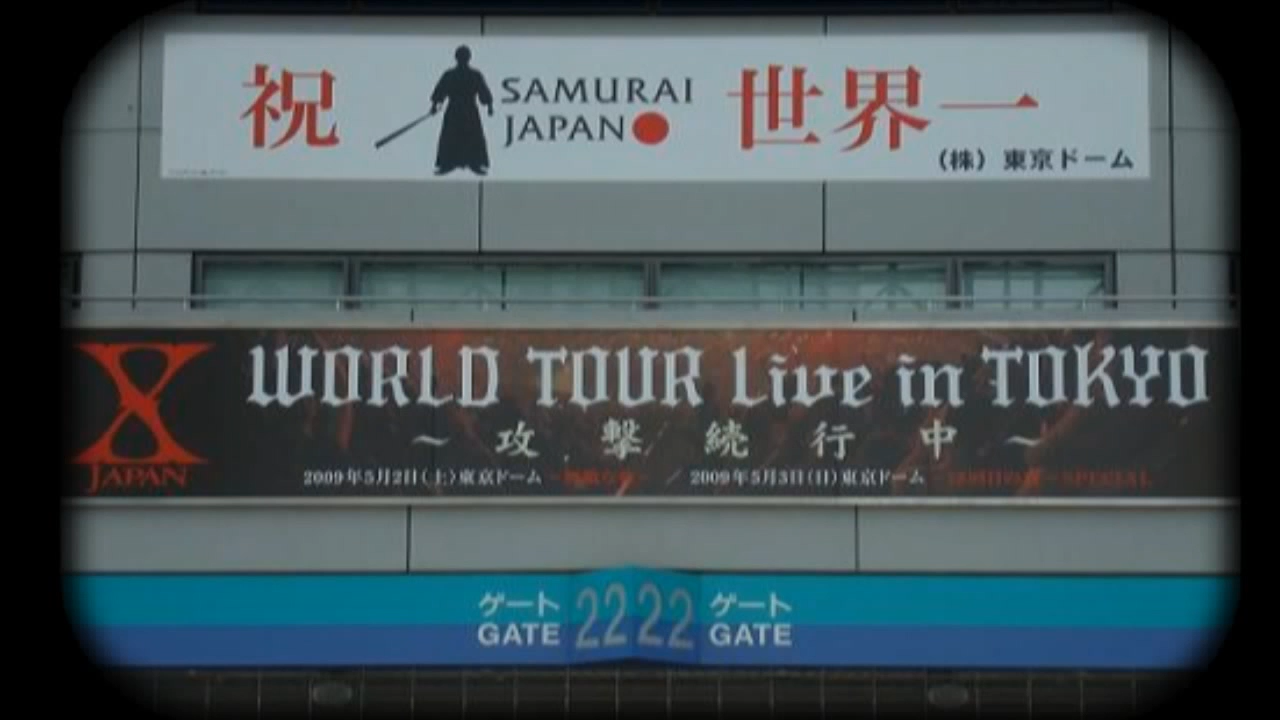 祝 SAMURAI JAPAN 世界一
(株) 東京ドーム
X JAPAN
WORLD TOUR Live in TOKYO
~ 攻撃続行中 ~
2009年5月2日(土)東京ドーム / 2009年5月3日(日)東京ドーム SPECIAL
ゲート 22 22 ゲート
GATE GATE